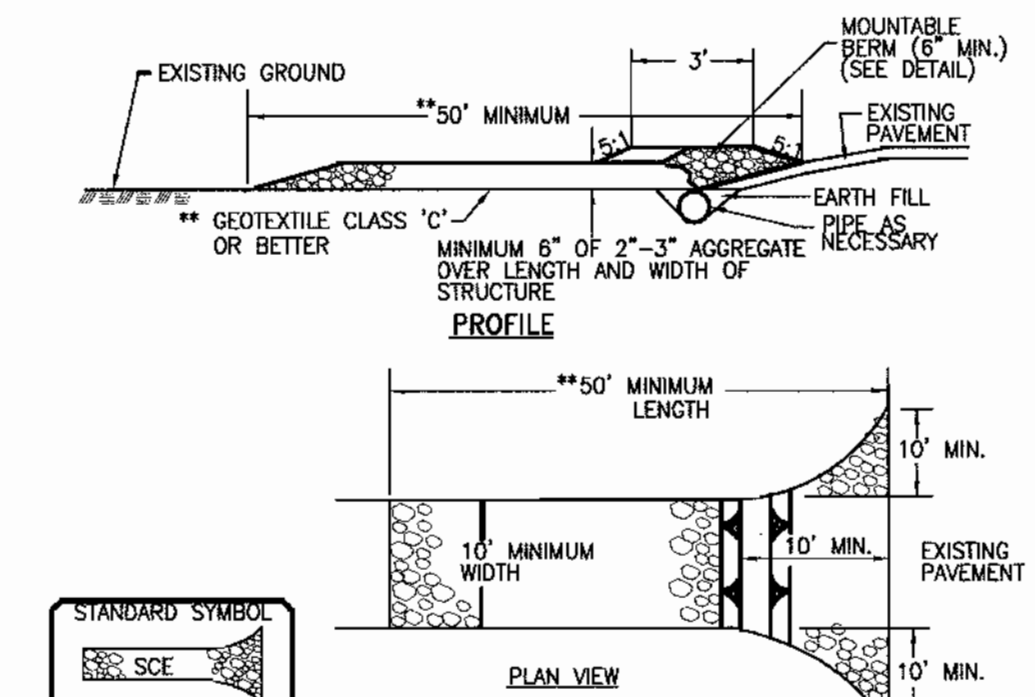 MOUNTABLE
BERM (6" MIN.)
(SEE DETAIL)
3'
EXISTING GROUND
**50' MINIMUM
EXISTING
PAVEMENT
5:1
5:1
EARTH FILL
** GEOTEXTILE CLASS 'C'
OR BETTER
PIPE AS
NECESSARY
MINIMUM 6" OF 2"-3" AGGREGATE
OVER LENGTH AND WIDTH OF
STRUCTURE
PROFILE
**50' MINIMUM
LENGTH
10' MIN.
10' MINIMUM
WIDTH
10' MIN.
EXISTING
PAVEMENT
STANDARD SYMBOL
SCE
PLAN VIEW
10' MIN.